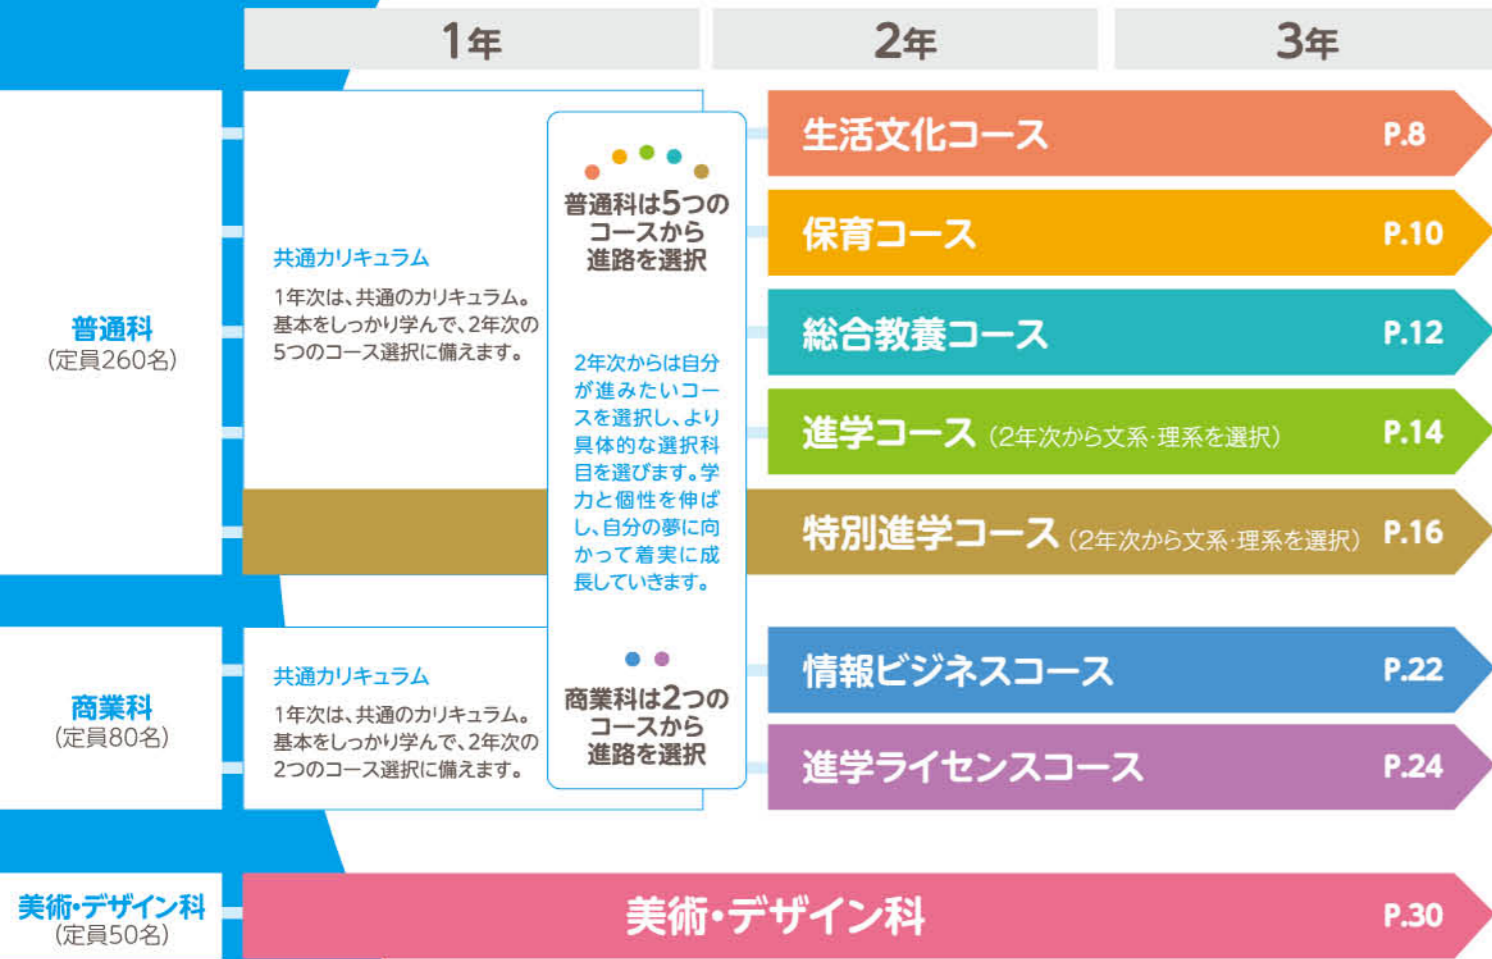 1年
2年
3年
普通科
(定員260名)
共通カリキュラム
1年次は、共通のカリキュラム。
基本をしっかり学んで、2年次の
5つのコース選択に備えます。
普通科は5つの
コースから
進路を選択
2年次からは自分
が進みたいコー
スを選択し、より
具体的な選択科
目を選びます。学
力と個性を伸ば
し、自分の夢に向
かって着実に成
長していきます。
生活文化コース P.8
保育コース P.10
総合教養コース P.12
進学コース (2年次から文系·理系を選択) P.14
特別進学コース (2年次から文系·理系を選択) P.16
商業科
(定員80名)
共通カリキュラム
1年次は、共通のカリキュラム。
基本をしっかり学んで、2年次の
2つのコース選択に備えます。
商業科は2つの
コースから
進路を選択
情報ビジネスコース P.22
進学ライセンスコース P.24
美術・デザイン科
(定員50名)
美術・デザイン科 P.30